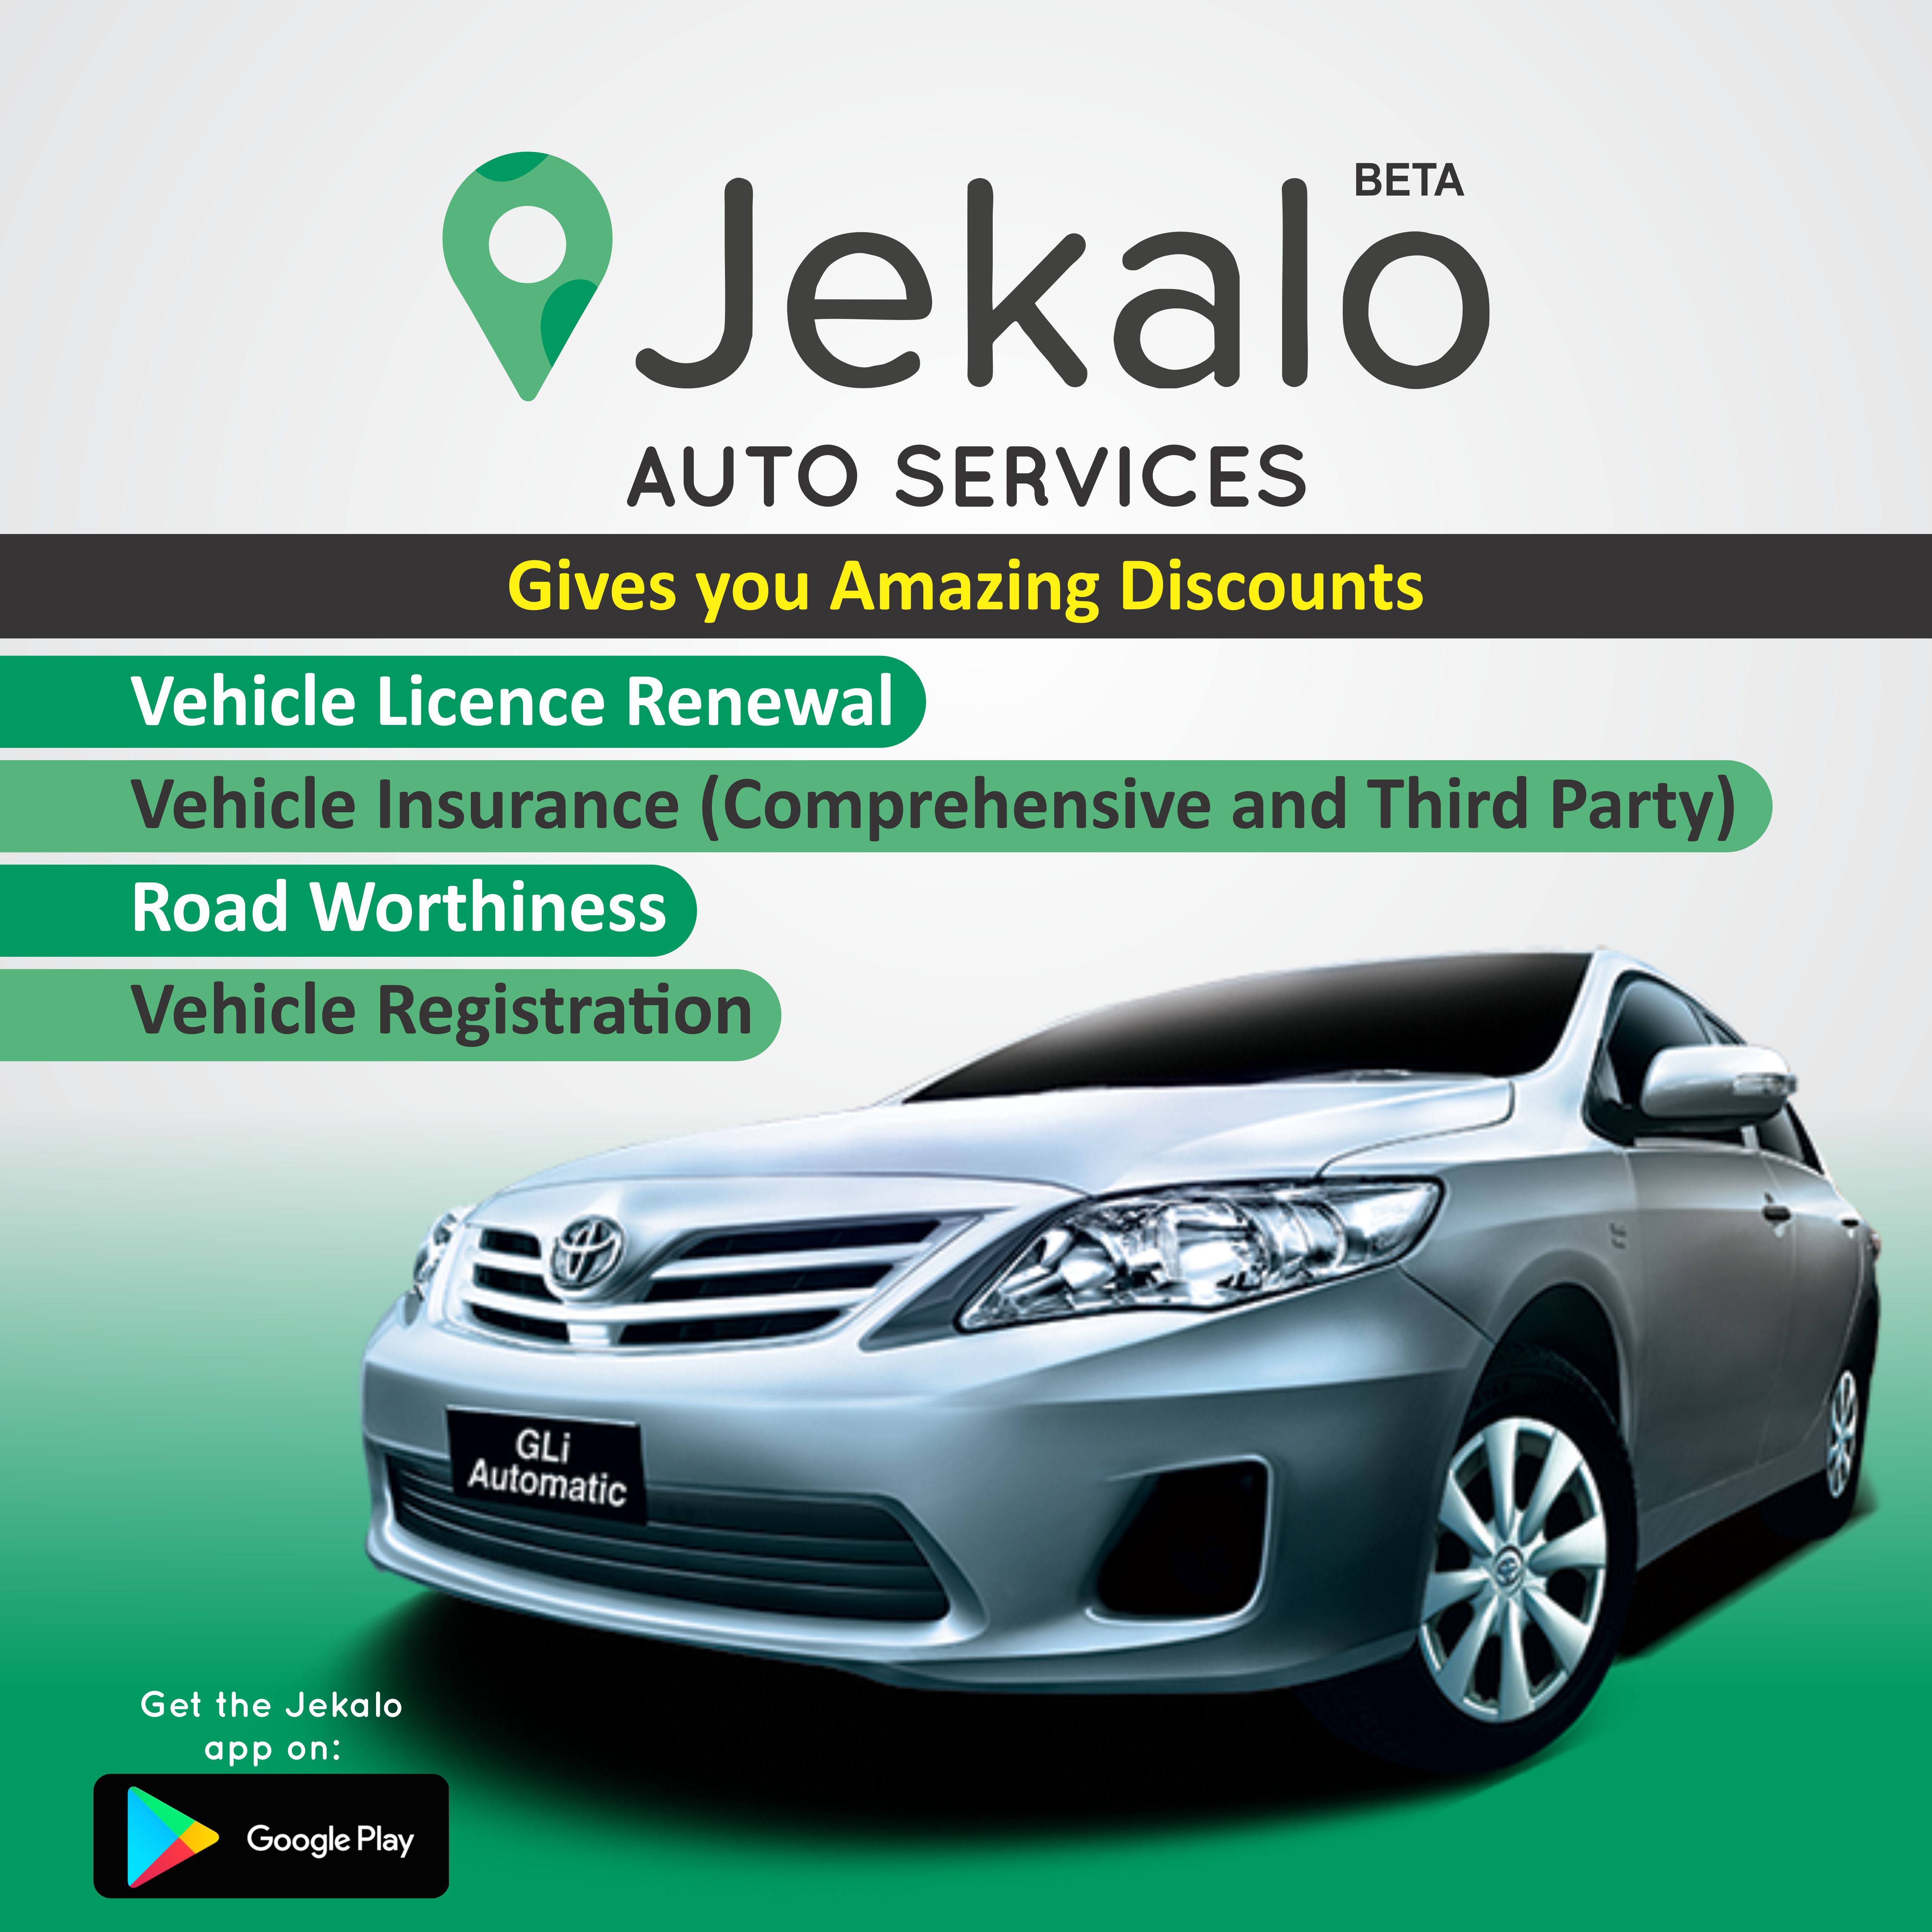 Jekalo BETA
AUTO SERVICES
Gives you Amazing Discounts
Vehicle Licence Renewal
Vehicle Insurance (Comprehensive and Third Party)
Road Worthiness
Vehicle Registration
GLi
Automatic
Get the Jekalo
app on:
Google Play